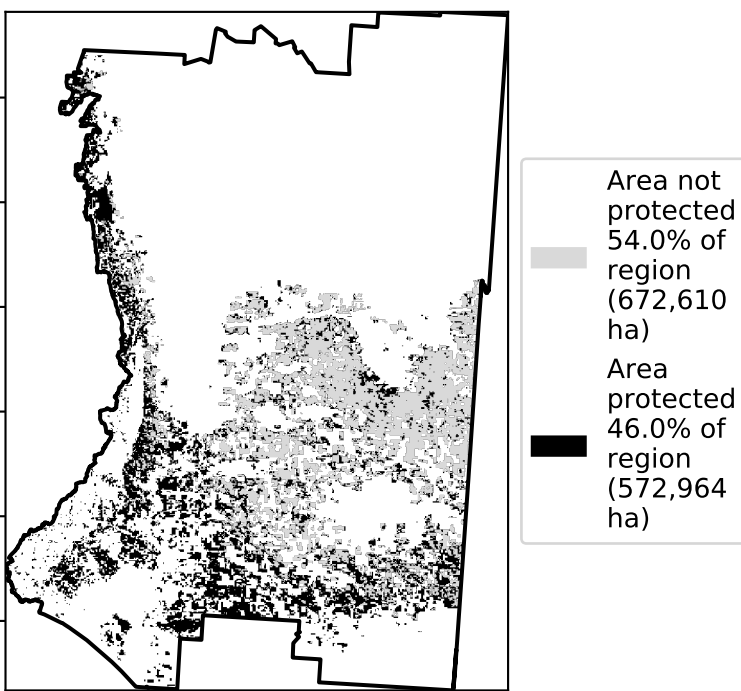 Area not
protected
54.0% of
region
(672,610
ha)
Area
protected
46.0% of
region
(572,964
ha)